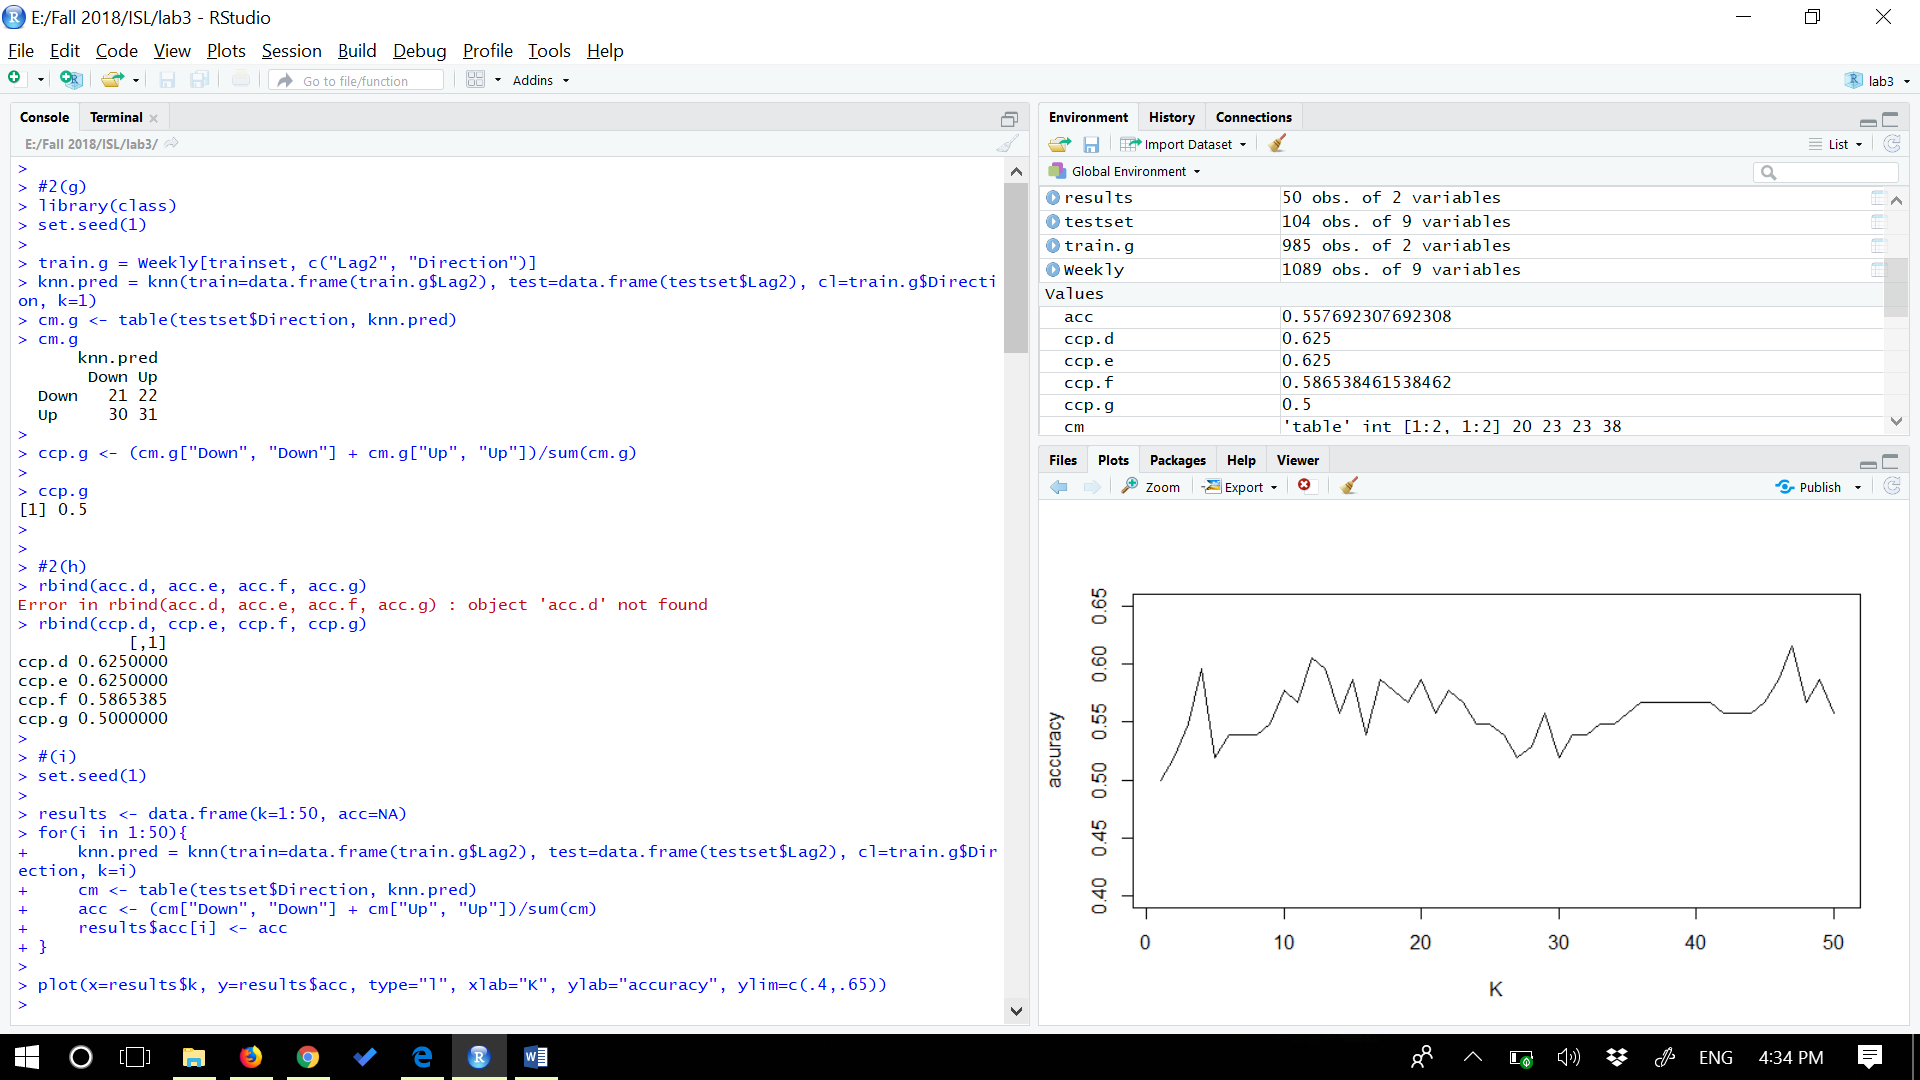 E:/Fall 2018/ISL/lab3 - RStudio
File Edit Code View Plots Session Build Debug Profile Tools Help
Go to file/function
Addins
lab3
Console Terminal
E:/Fall 2018/ISL/lab3/
>
> #2(g)
> library(class)
> set.seed(1)
>
> train.g = Weekly[trainset, c("Lag2", "Direction")]
> knn.pred = knn(train=data.frame(train.g$Lag2), test=data.frame(testset$Lag2), cl=train.g$Directi
on, k=1)
> cm.g <- table(testset$Direction, knn.pred)
> cm.g
      knn.pred
       Down Up
  Down   21 22
  Up     30 31
>
> ccp.g <- (cm.g["Down", "Down"] + cm.g["Up", "Up"])/sum(cm.g)
>
> ccp.g
[1] 0.5
>
>
> #2(h)
> rbind(acc.d, acc.e, acc.f, acc.g)
Error in rbind(acc.d, acc.e, acc.f, acc.g) : object 'acc.d' not found
> rbind(ccp.d, ccp.e, ccp.f, ccp.g)
           [,1]
ccp.d 0.6250000
ccp.e 0.6250000
ccp.f 0.5865385
ccp.g 0.5000000
>
> #(i)
> set.seed(1)
>
> results <- data.frame(k=1:50, acc=NA)
> for(i in 1:50){
+     knn.pred = knn(train=data.frame(train.g$Lag2), test=data.frame(testset$Lag2), cl=train.g$Dir
ection, k=i)
+     cm <- table(testset$Direction, knn.pred)
+     acc <- (cm["Down", "Down"] + cm["Up", "Up"])/sum(cm)
+     results$acc[i] <- acc
+ }
>
> plot(x=results$k, y=results$acc, type="l", xlab="K", ylab="accuracy", ylim=c(.4,.65))
>
Environment History Connections
Import Dataset
List
Global Environment
results 50 obs. of 2 variables
testset 104 obs. of 9 variables
train.g 985 obs. of 2 variables
Weekly 1089 obs. of 9 variables
Values
acc 0.557692307692308
ccp.d 0.625
ccp.e 0.625
ccp.f 0.586538461538462
ccp.g 0.5
cm 'table' int [1:2, 1:2] 20 23 23 38
Files Plots Packages Help Viewer
Zoom Export Publish
accuracy
0.65
0.60
0.55
0.50
0.45
0.40
0 10 20 30 40 50
K
ENG 4:34 PM